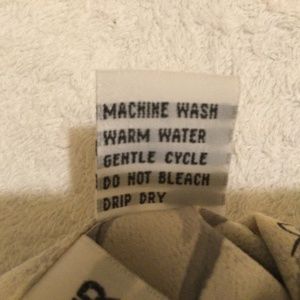 MACHINE WASH
WARM WATER
GENTLE CYCLE
DO NOT BLEACH
DRIP DRY